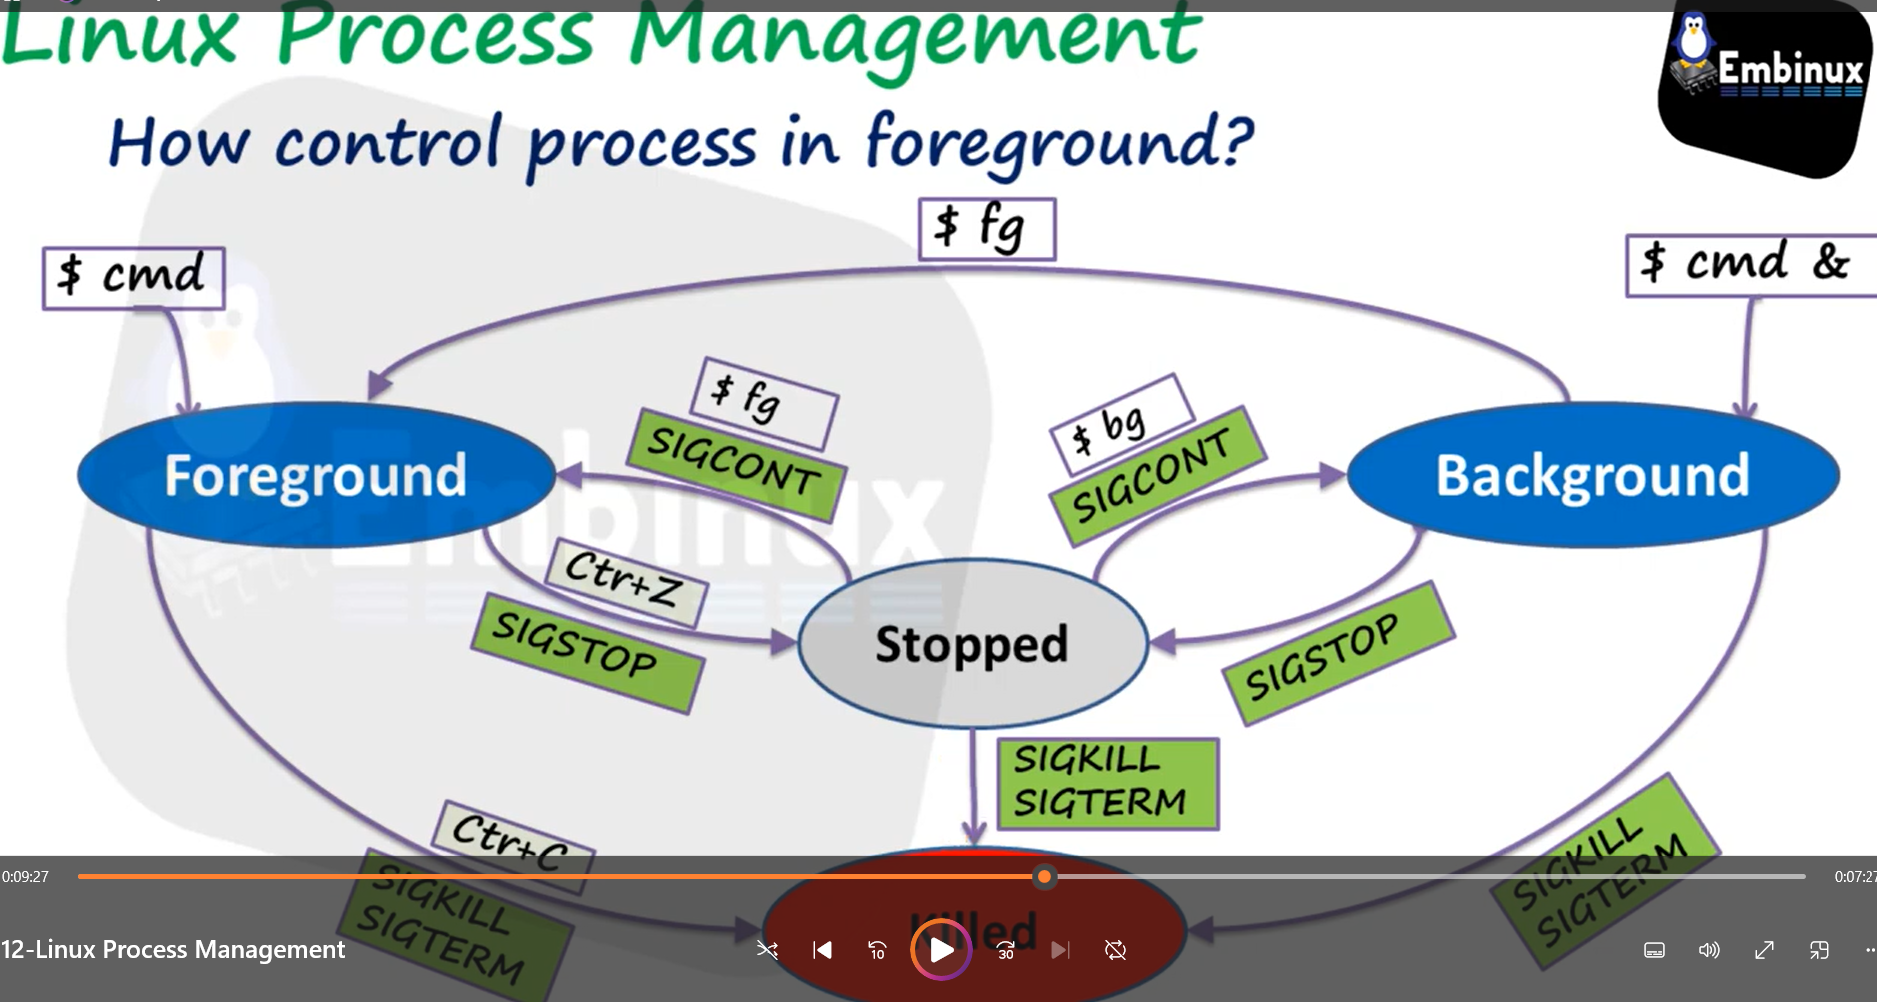 Linux Process Management
Embinux
How control process in foreground?
$ fg
$ cmd
$ cmd &
$ fg
SIGCONT
$ bg
SIGCONT
Foreground
Background
Embinux
Ctr+Z
SIGSTOP
Stopped
SIGSTOP
SIGKILL
SIGTERM
Ctr+C
SIGKILL
SIGTERM
SIGKILL
SIGTERM
0:09:27
0:07:27
Killed
12-Linux Process Management
10
30